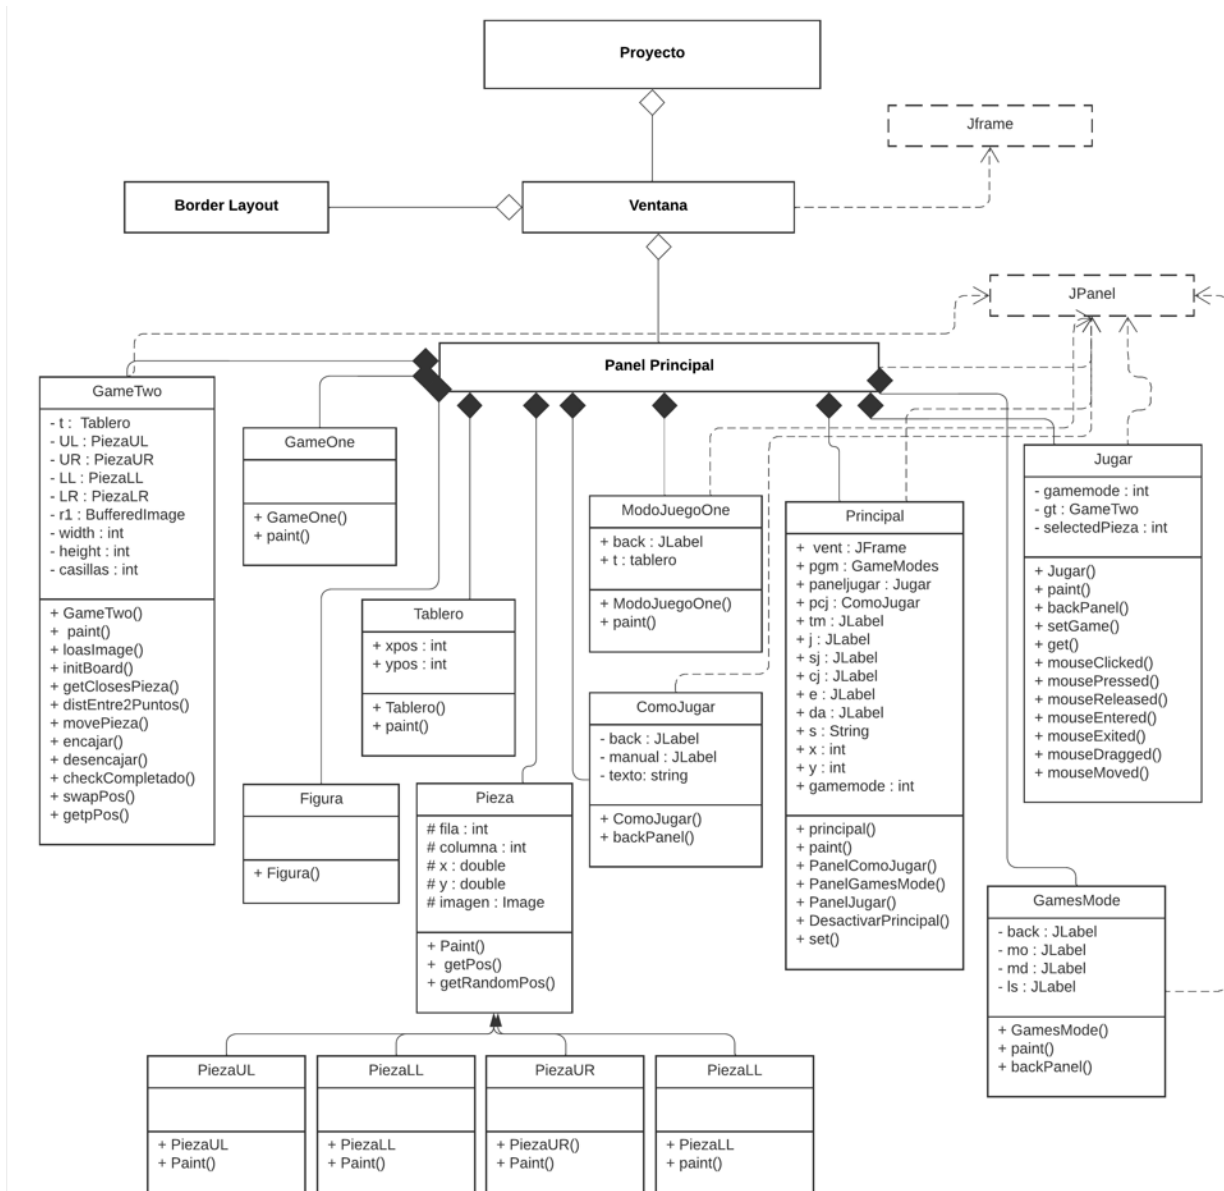 Proyecto
Jframe
Border Layout
Ventana
JPanel
Panel Principal
GameTwo
- t : Tablero
- UL : PiezaUL
- UR : PiezaUR
- LL : PiezaLL
- LR : PiezaLR
- r1 : BufferedImage
- width : int
- height : int
- casillas : int
+ GameTwo()
+ paint()
+ loasImage()
+ initBoard()
+ getClosesPieza()
+ distEntre2Puntos()
+ movePieza()
+ encajar()
+ desencajar()
+ checkCompletado()
+ swapPos()
+ getpPos()
GameOne
+ GameOne()
+ paint()
Tablero
+ xpos : int
+ ypos : int
+ Tablero()
+ paint()
ModoJuegoOne
+ back : JLabel
+ t : tablero
+ ModoJuegoOne()
+ paint()
Principal
+ vent : JFrame
+ pgm : GameModes
+ paneljugar : Jugar
+ pcj : ComoJugar
+ tm : JLabel
+ j : JLabel
+ sj : JLabel
+ cj : JLabel
+ e : JLabel
+ da : JLabel
+ s : String
+ x : int
+ y : int
+ gamemode : int
+ principal()
+ paint()
+ PanelComoJugar()
+ PanelGamesMode()
+ PanelJugar()
+ DesactivarPrincipal()
+ set()
Jugar
- gamemode : int
- gt : GameTwo
- selectedPieza : int
+ Jugar()
+ paint()
+ backPanel()
+ setGame()
+ get()
+ mouseClicked()
+ mousePressed()
+ mouseReleased()
+ mouseEntered()
+ mouseExited()
+ mouseDragged()
+ mouseMoved()
ComoJugar
- back : JLabel
- manual : JLabel
- texto: string
+ ComoJugar()
+ backPanel()
Figura
+ Figura()
Pieza
# fila : int
# columna : int
# x : double
# y : double
# imagen : Image
+ Paint()
+ getPos()
+ getRandomPos()
GamesMode
- back : JLabel
- mo : JLabel
- md : JLabel
- ls : JLabel
+ GamesMode()
+ paint()
+ backPanel()
PiezaUL
+ PiezaUL
+ Paint()
PiezaLL
+ PiezaLL
+ Paint()
PiezaUR
+ PiezaUR()
+ Paint()
PiezaLL
+ PiezaLL
+ paint()